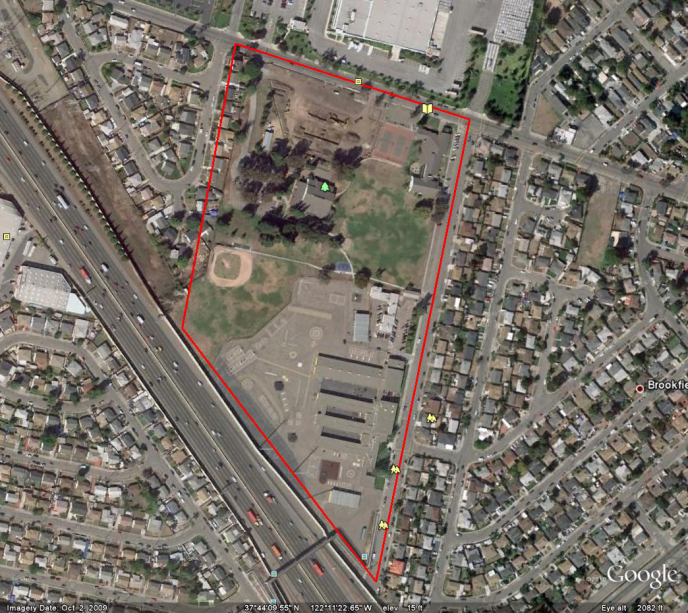 Brookfie
Google
Imagery Date: Oct 2, 2009 37°44'09.55" N 122°11'22.65" W elev 15 ft Eye alt 2082 ft